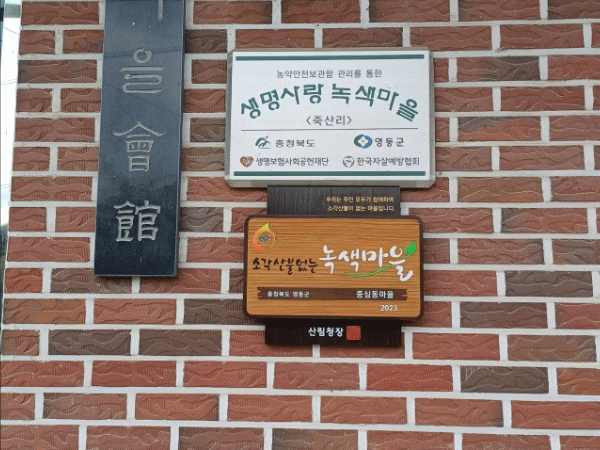 을
會
館
농약안전보관함 관리를 통한
생명사랑 녹색마을
<축산리>
충청북도
영동군
생명보험사회공헌재단
한국자살예방협회
우리는 주민 모두가 참여하여
소각산불이 없는 마을입니다.
소각산불없는 녹색마을
충청북도 영동군
중심동마을
2023
산림청장